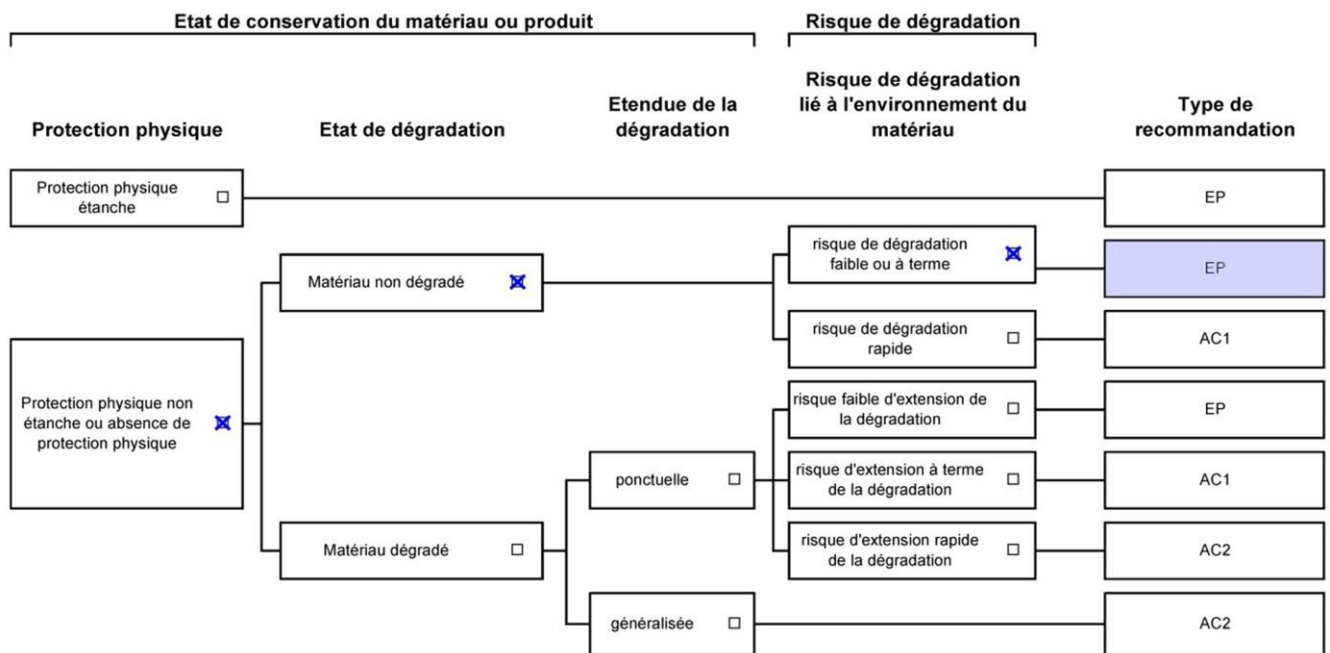 Etat de conservation du matériau ou produit
Risque de dégradation
Protection physique
Etat de dégradation
Etendue de la
dégradation
Risque de dégradation
lié à l'environnement du
matériau
Type de
recommandation
Protection physique
étanche
EP
Protection physique non
étanche ou absence de
protection physique
Matériau non dégradé
risque de dégradation
faible ou à terme
EP
risque de dégradation
rapide
AC1
Matériau dégradé
ponctuelle
risque faible d'extension de
la dégradation
EP
risque d'extension à terme
de la dégradation
AC1
risque d'extension rapide
de la dégradation
AC2
généralisée
AC2